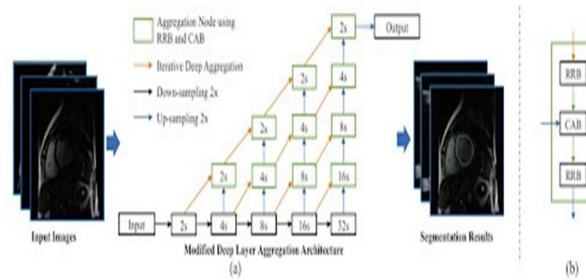 Aggregation Node using
RRB and CAB
Iterative Deep Aggregation
Down-sampling 2x
Up-sampling 2x
2s
Output
2s
4s
2s
4s
8s
2s
4s
8s
16s
Input
2s
4s
8s
16s
32s
Input Images
Modified Deep Layer Aggregation Architecture
Segmentation Results
(a)
RRB
CAB
RRB
(b)